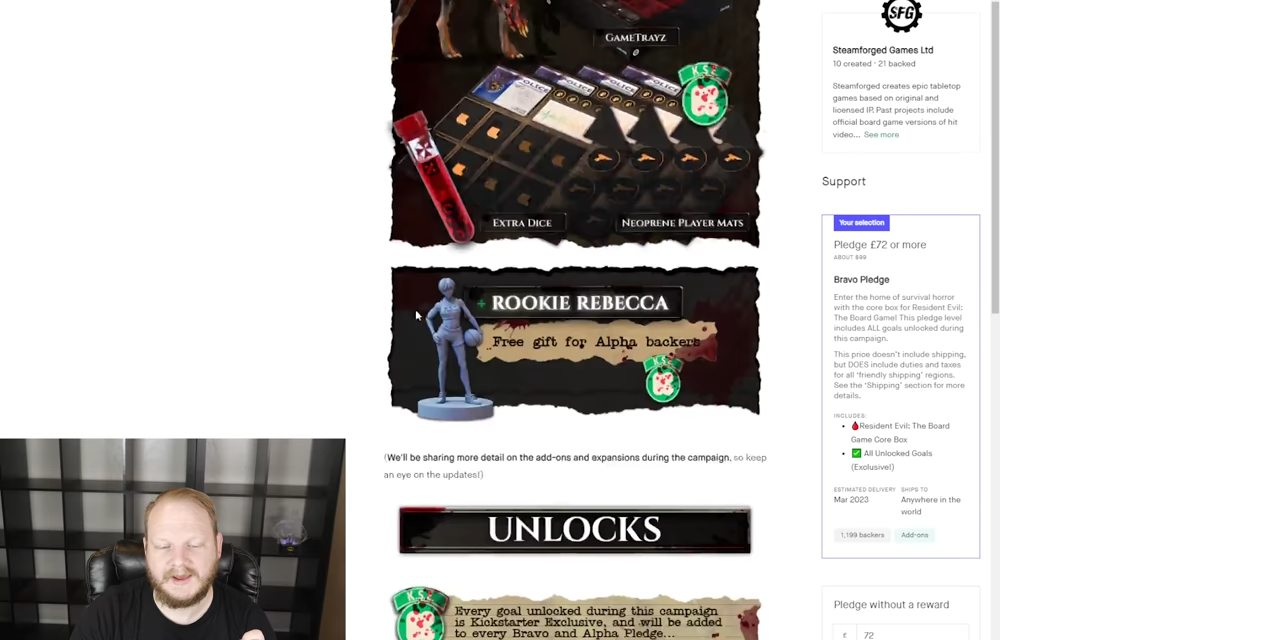 GAMETRAYZ
KSE
POLICE
POLICE
POLICE
EXTRA DICE
NEOPRENE PLAYER MATS
+ ROOKIE REBECCA
Free gift for Alpha backers
KSE
(We'll be sharing more detail on the add-ons and expansions during the campaign, so keep
an eye on the updates!)
UNLOCKS
KSE
Every goal unlocked during this campaign
is Kickstarter Exclusive, and will be added
to every Bravo and Alpha Pledge...
SFG
Steamforged Games Ltd
10 created · 21 backed
Steamforged creates epic tabletop
games based on original and
licensed IP. Past projects include
official board game versions of hit
video... See more
Support
Your selection
Pledge £72 or more
ABOUT $99
Bravo Pledge
Enter the home of survival horror
with the core box for Resident Evil:
The Board Game! This pledge level
includes ALL goals unlocked during
this campaign.
This price doesn't include shipping,
but DOES include duties and taxes
for all 'friendly shipping' regions.
See the 'Shipping' section for more
details.
INCLUDES:
Resident Evil: The Board
Game Core Box
All Unlocked Goals
(Exclusive!)
ESTIMATED DELIVERY SHIPS TO
Mar 2023 Anywhere in the
world
1,199 backers Add-ons
Pledge without a reward
£ 72